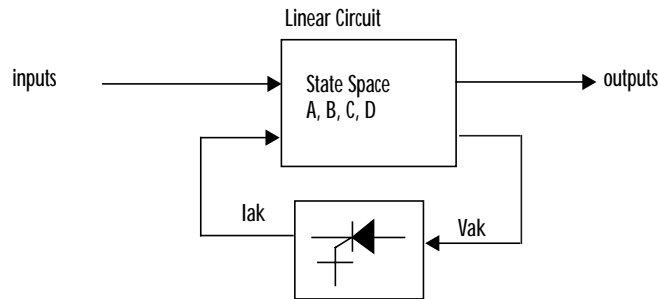 Linear Circuit
inputs
State Space
A, B, C, D
outputs
Iak
Vak